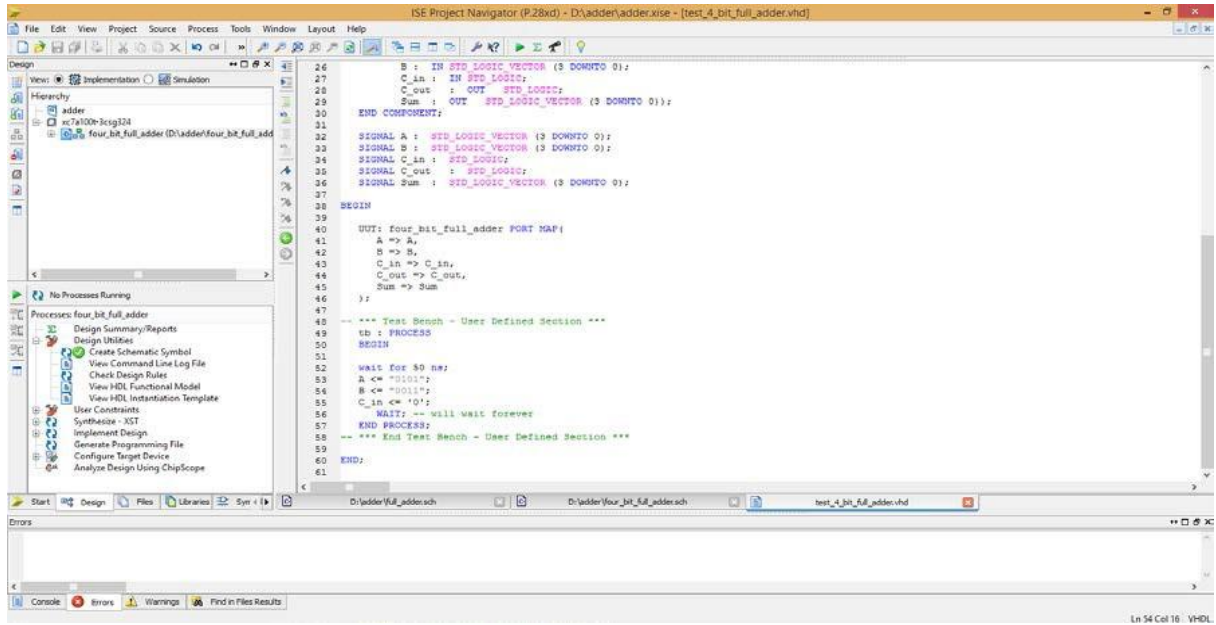 ISE Project Navigator (P.28xd) - D:\adder\adder.xise - [test_4_bit_full_adder.vhd]
File Edit View Project Source Process Tools Window Layout Help
Design
View: Implementation Simulation
Hierarchy
adder
xc7a100t-3csg324
four_bit_full_adder (D:\adder\four_bit_full_add
No Processes Running
Processes: four_bit_full_adder
Design Summary/Reports
Design Utilities
Create Schematic Symbol
View Command Line Log File
Check Design Rules
View HDL Functional Model
View HDL Instantiation Template
User Constraints
Synthesize - XST
Implement Design
Generate Programming File
Configure Target Device
Analyze Design Using ChipScope
Start Design Files Libraries
26 B : IN STD_LOGIC_VECTOR (3 DOWNTO 0);
27 C_in : IN STD_LOGIC;
28 C_out : OUT STD_LOGIC;
29 Sum : OUT STD_LOGIC_VECTOR (3 DOWNTO 0));
30 END COMPONENT;
31
32 SIGNAL A : STD_LOGIC_VECTOR (3 DOWNTO 0);
33 SIGNAL B : STD_LOGIC_VECTOR (3 DOWNTO 0);
34 SIGNAL C_in : STD_LOGIC;
35 SIGNAL C_out : STD_LOGIC;
36 SIGNAL Sum : STD_LOGIC_VECTOR (3 DOWNTO 0);
37
38 BEGIN
39
40 UUT: four_bit_full_adder PORT MAP(
41 A => A,
42 B => B,
43 C_in => C_in,
44 C_out => C_out,
45 Sum => Sum
46 );
47
48 -- *** Test Bench - User Defined Section ***
49 tb : PROCESS
50 BEGIN
51
52 wait for 50 ns;
53 A <= "0101";
54 B <= "0011";
55 C_in <= '0';
56 WAIT; -- will wait forever
57 END PROCESS;
58 -- *** End Test Bench - User Defined Section ***
59
60 END;
61
D:\adder\full_adder.sch D:\adder\four_bit_full_adder.sch test_4_bit_full_adder.vhd
Errors
Console Errors Warnings Find in Files Results
Ln 54 Col 16 VHDL